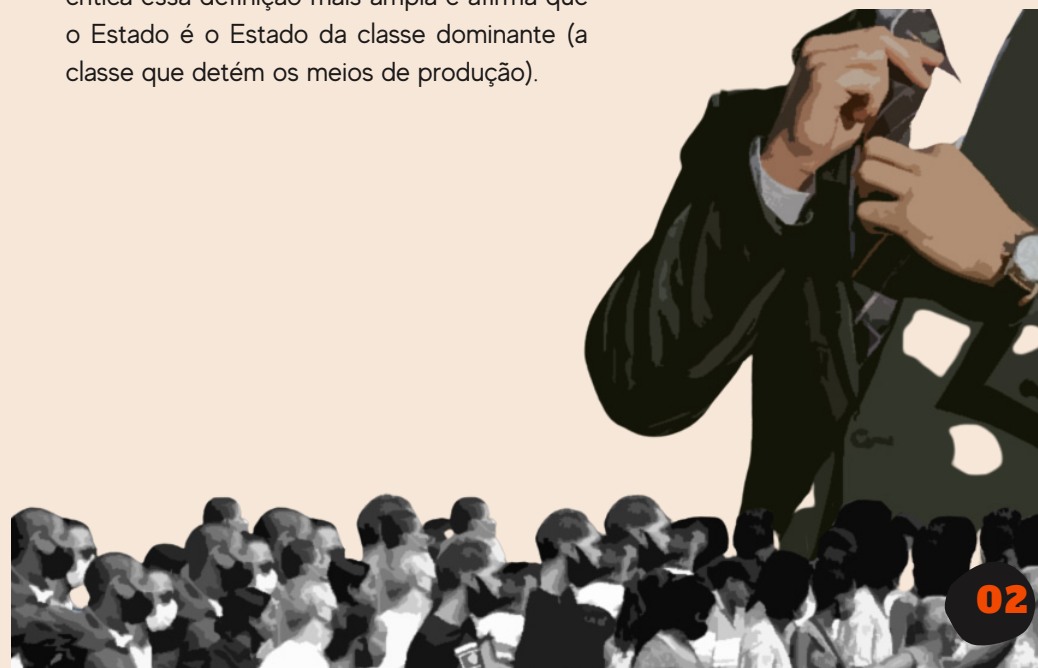 critica essa definição mais ampla e afirma que
o Estado é o Estado da classe dominante (a
classe que detém os meios de produção).
02